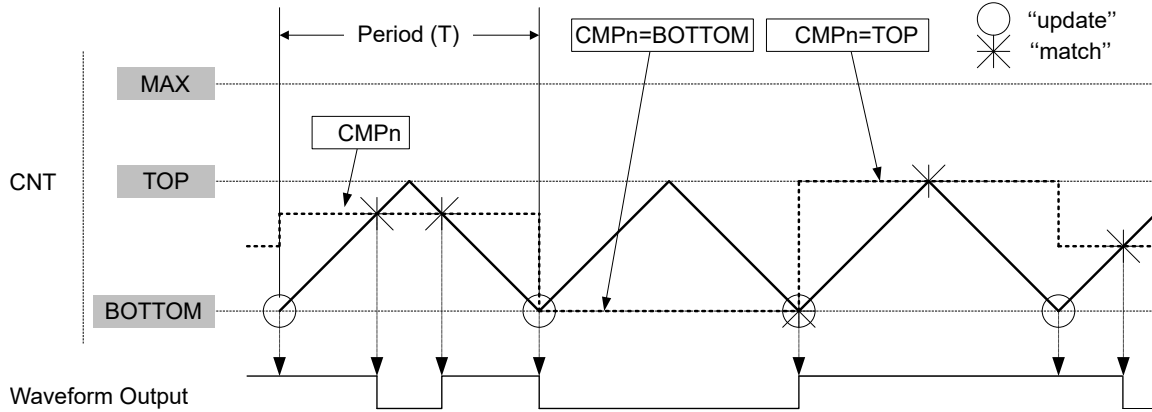 Period (T)
CMPn=BOTTOM
CMPn=TOP
“update”
“match”
MAX
CMPn
CNT
TOP
BOTTOM
Waveform Output